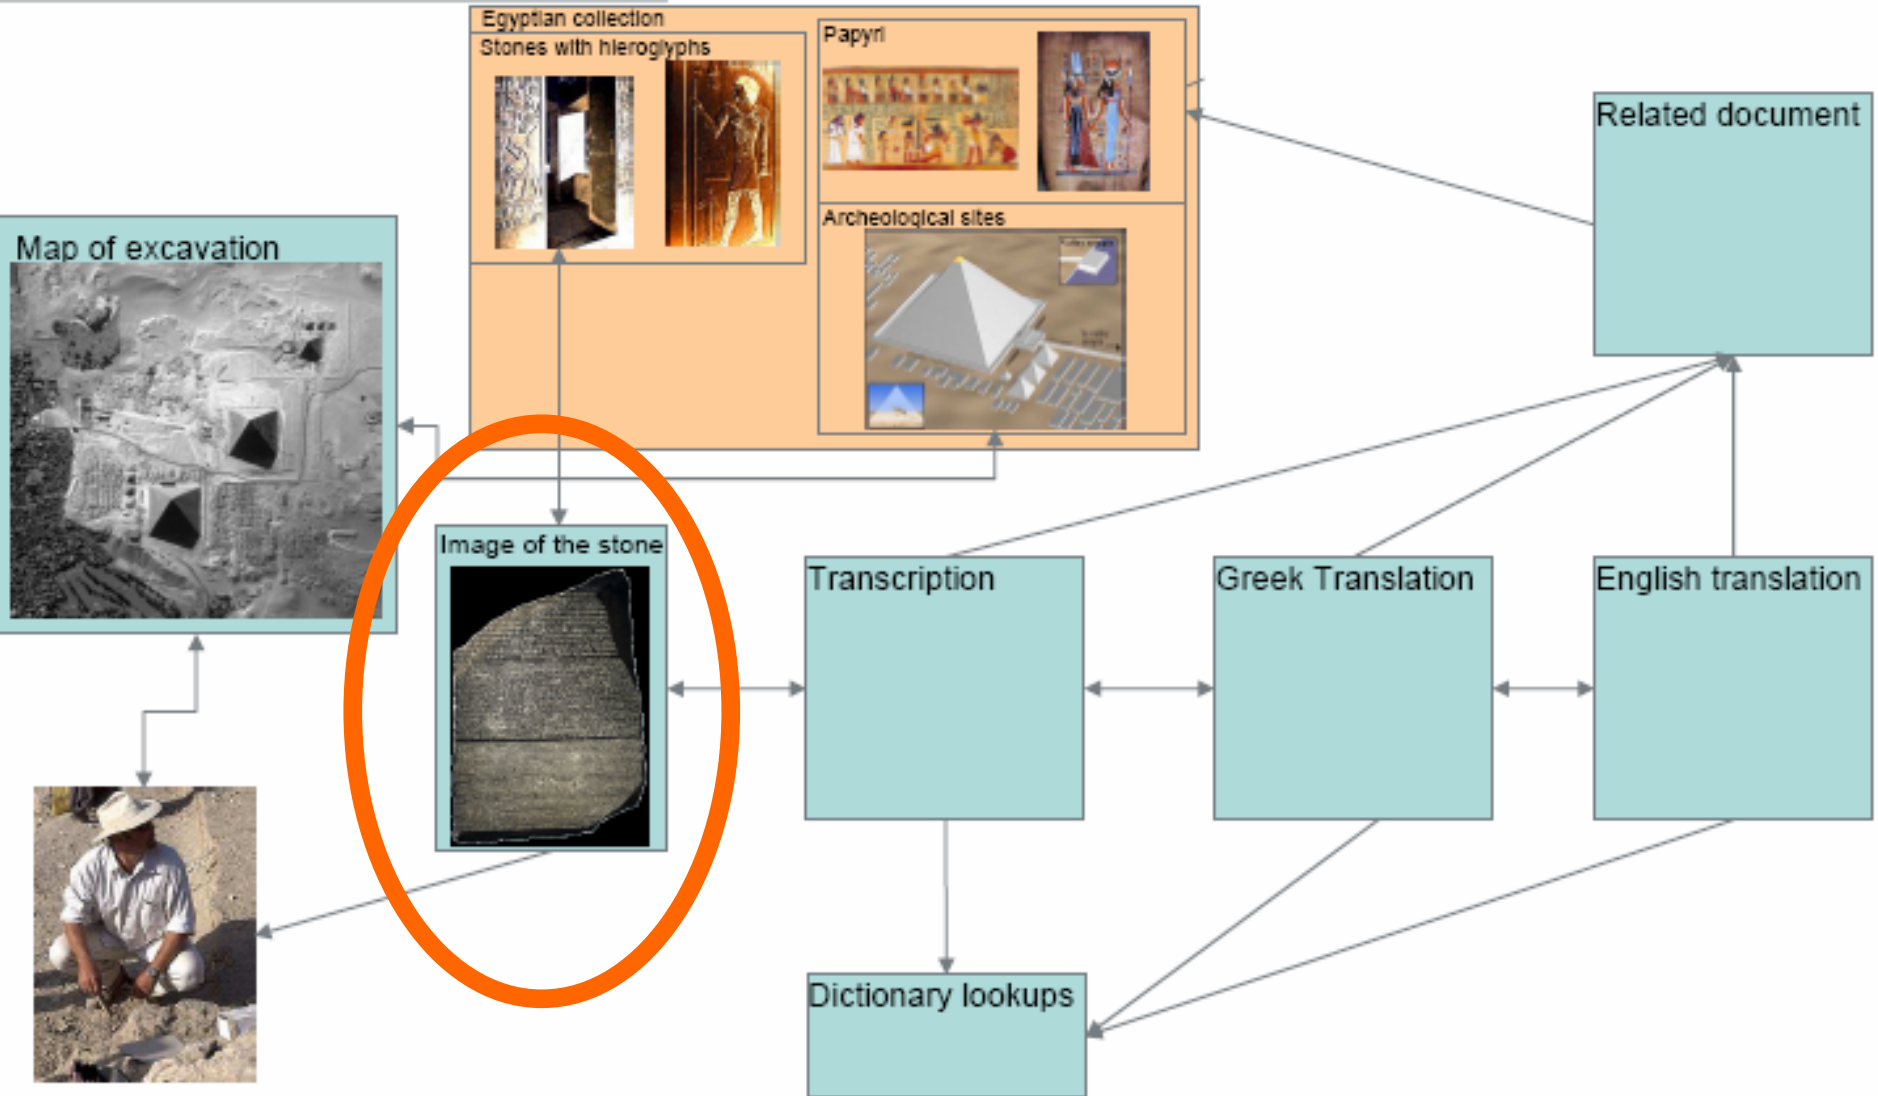 Egyptian collection
Stones with hieroglyphs
Papyri
Archeological sites
Related document
Map of excavation
Image of the stone
Transcription
Greek Translation
English translation
Dictionary lookups